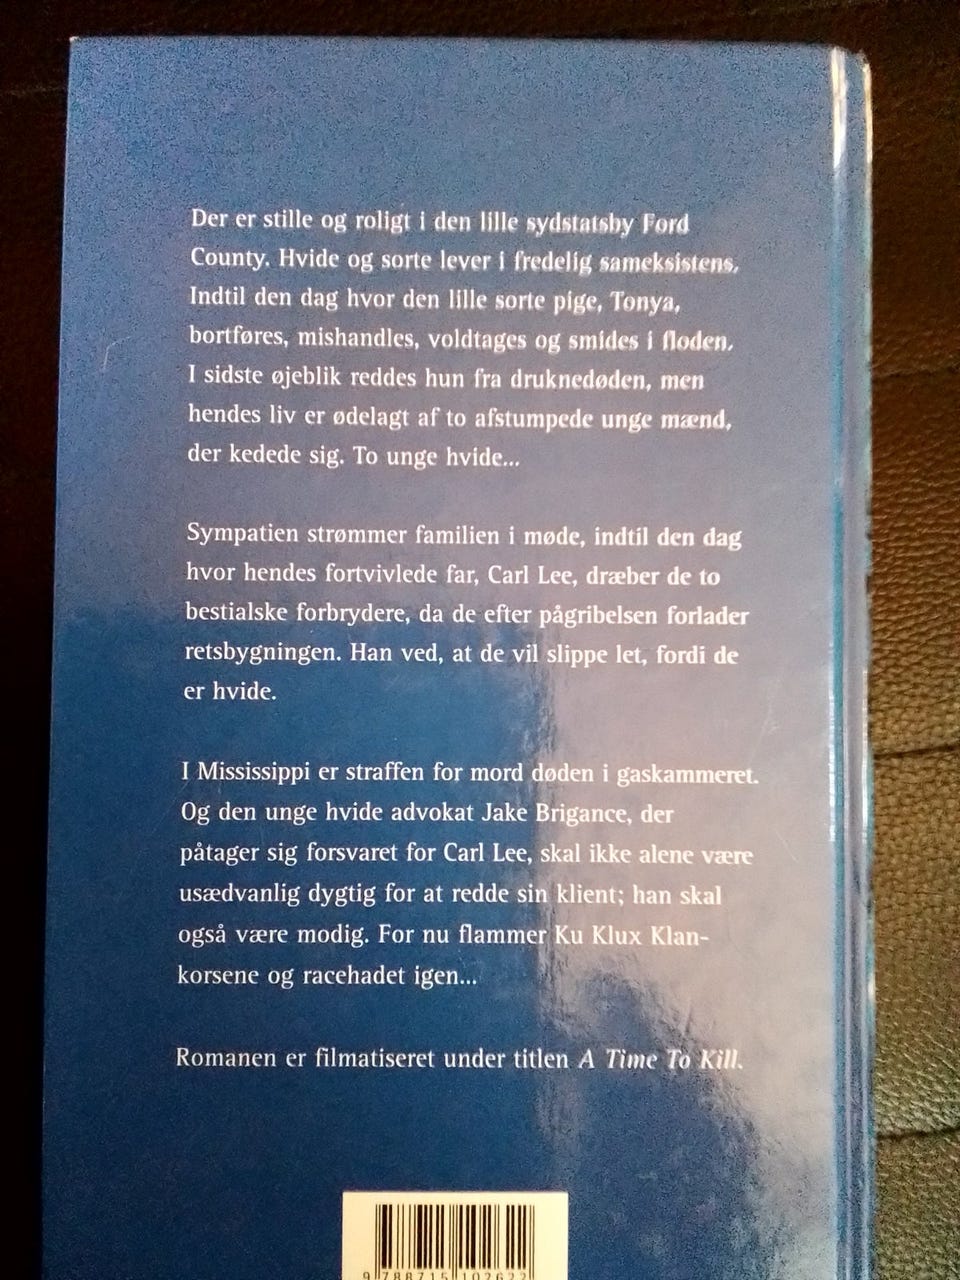 Der er stille og roligt i den lille sydstatsby Ford
County. Hvide og sorte lever i fredelig sameksistens.
Indtil den dag hvor den lille sorte pige, Tonya,
bortføres, mishandles, voldtages og smides i floden.
I sidste øjeblik reddes hun fra druknedøden, men
hendes liv er ødelagt af to afstumpede unge mænd,
der kedede sig. To unge hvide...
Sympatien strømmer familien i møde, indtil den dag
hvor hendes fortvivlede far, Carl Lee, dræber de to
bestialske forbrydere, da de efter pågribelsen forlader
retsbygningen. Han ved, at de vil slippe let, fordi de
er hvide.
I Mississippi er straffen for mord døden i gaskammeret.
Og den unge hvide advokat Jake Brigance, der
påtager sig forsvaret for Carl Lee, skal ikke alene være
usædvanlig dygtig for at redde sin klient; han skal
også være modig. For nu flammer Ku Klux Klan-
korsene og racehadet igen...
Romanen er filmatiseret under titlen A Time To Kill.
9 788715 102622